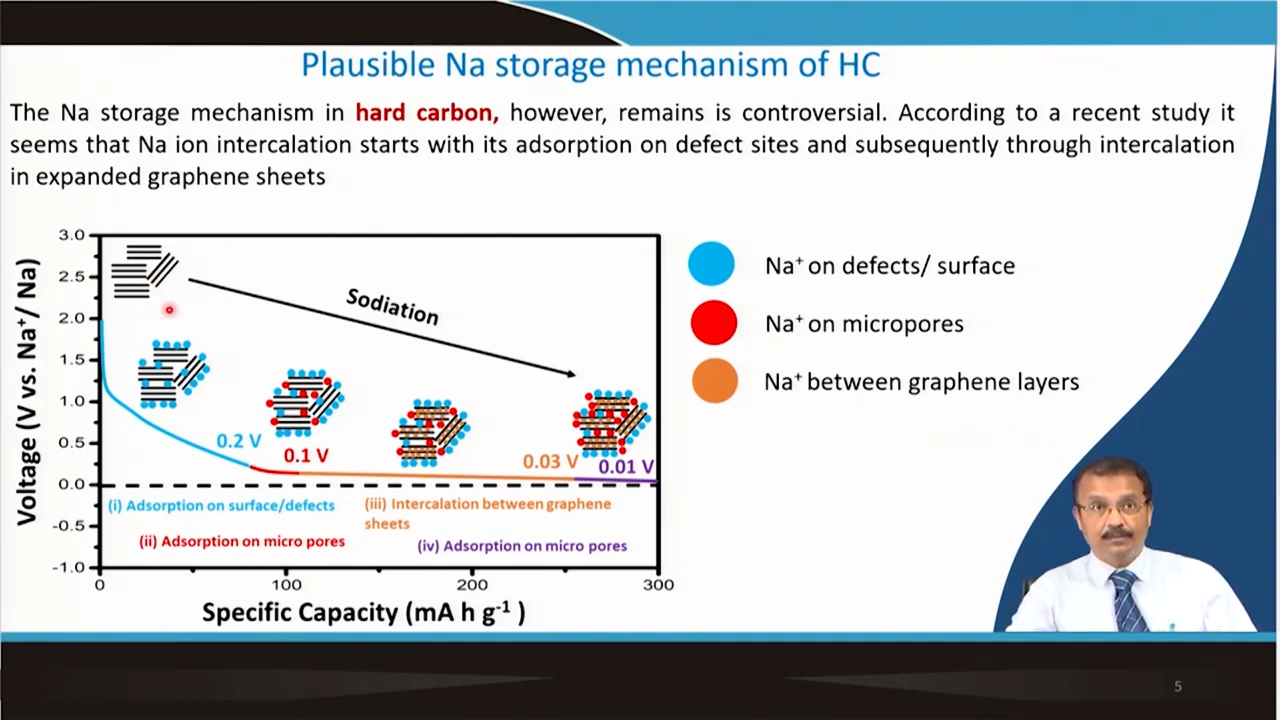 Plausible Na storage mechanism of HC
The Na storage mechanism in hard carbon, however, remains is controversial. According to a recent study it
seems that Na ion intercalation starts with its adsorption on defect sites and subsequently through intercalation
in expanded graphene sheets
Voltage (V vs. Na⁺/ Na)
3.0
2.5
2.0
1.5
1.0
0.5
0.0
-0.5
-1.0
Sodiation
0.2 V
0.1 V
0.03 V
0.01 V
(i) Adsorption on surface/defects
(ii) Adsorption on micro pores
(iii) Intercalation between graphene
sheets
(iv) Adsorption on micro pores
0
100
200
300
Specific Capacity (mA h g⁻¹ )
Na⁺ on defects/ surface
Na⁺ on micropores
Na⁺ between graphene layers
5